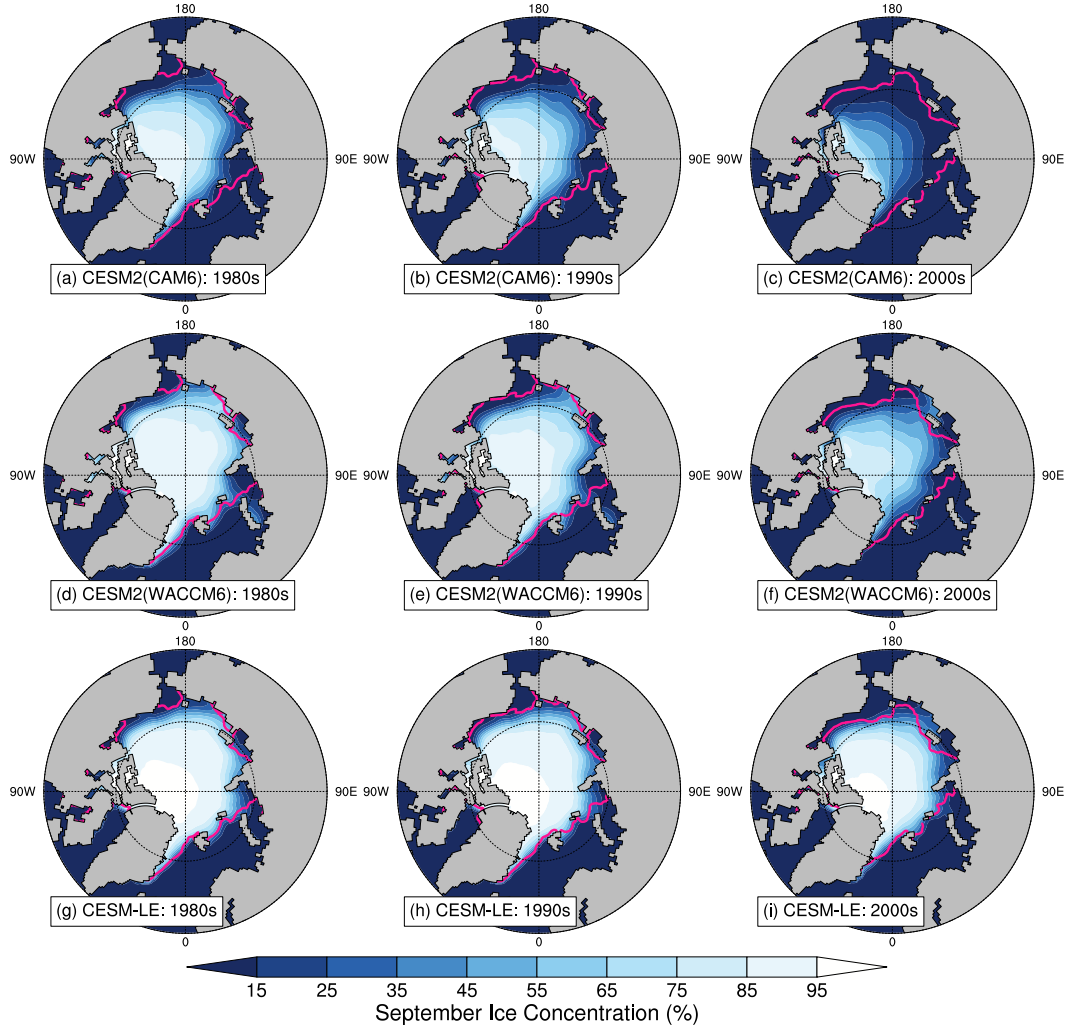 180 180 180
90W 90E 90W 90E 90W 90E
(a) CESM2(CAM6): 1980s (b) CESM2(CAM6): 1990s (c) CESM2(CAM6): 2000s
0 0 0
180 180 180
90W 90E 90W 90E 90W 90E
(d) CESM2(WACCM6): 1980s (e) CESM2(WACCM6): 1990s (f) CESM2(WACCM6): 2000s
0 0 0
180 180 180
90W 90E 90W 90E 90W 90E
(g) CESM-LE: 1980s (h) CESM-LE: 1990s (i) CESM-LE: 2000s
0 0 0
15 25 35 45 55 65 75 85 95
September Ice Concentration (%)